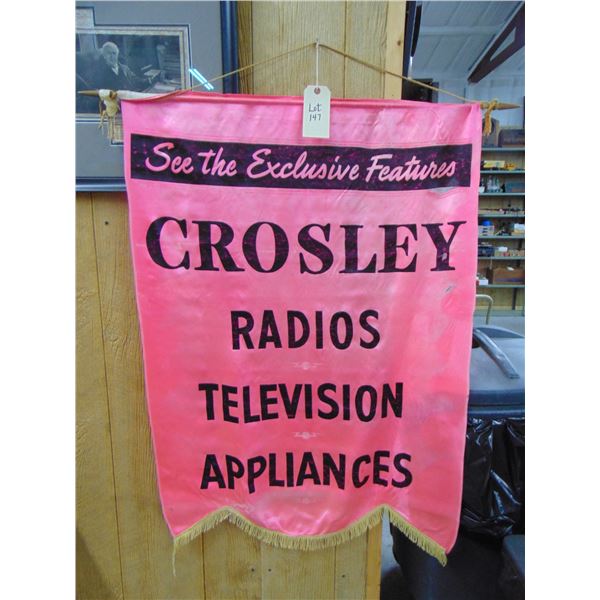 Lot
147
See the Exclusive Features
CROSLEY
RADIOS
TELEVISION
APPLIANCES